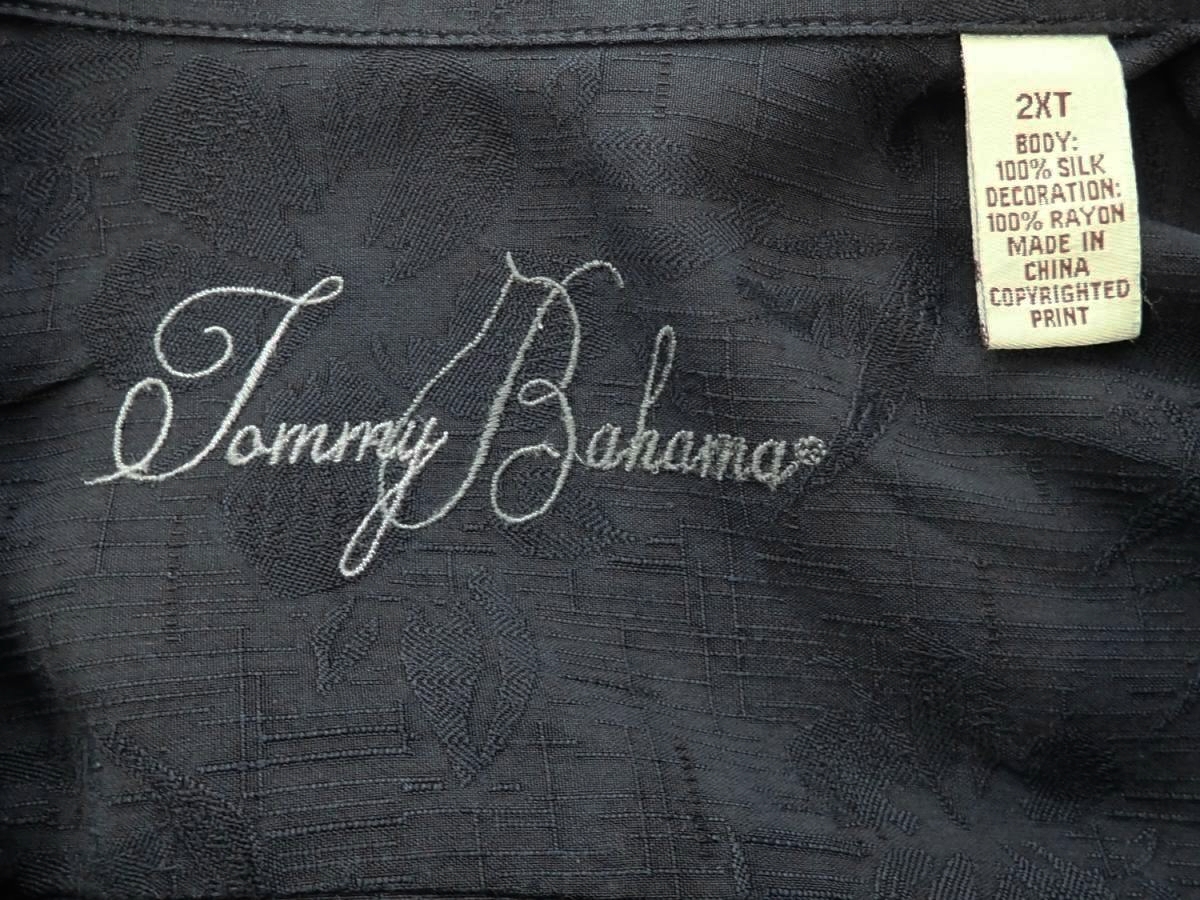 Tommy Bahama®
2XT
BODY:
100% SILK
DECORATION:
100% RAYON
MADE IN
CHINA
COPYRIGHTED
PRINT